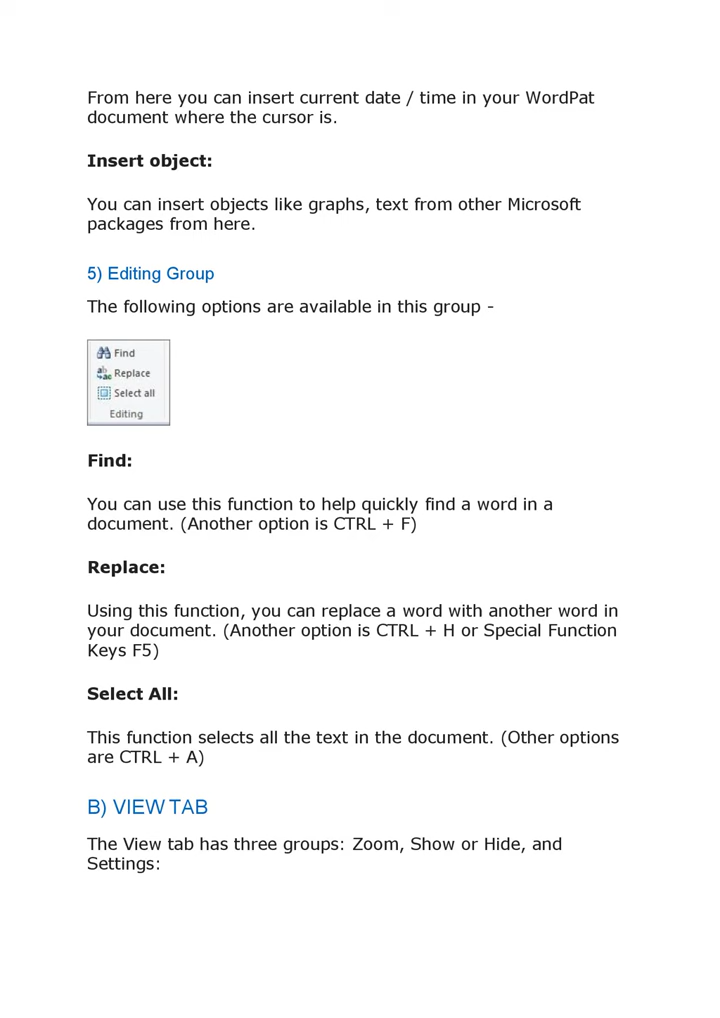 From here you can insert current date / time in your WordPat
document where the cursor is.
Insert object:
You can insert objects like graphs, text from other Microsoft
packages from here.
5) Editing Group
The following options are available in this group -
Find
Replace
Select all
Editing
Find:
You can use this function to help quickly find a word in a
document. (Another option is CTRL + F)
Replace:
Using this function, you can replace a word with another word in
your document. (Another option is CTRL + H or Special Function
Keys F5)
Select All:
This function selects all the text in the document. (Other options
are CTRL + A)
B) VIEW TAB
The View tab has three groups: Zoom, Show or Hide, and
Settings: